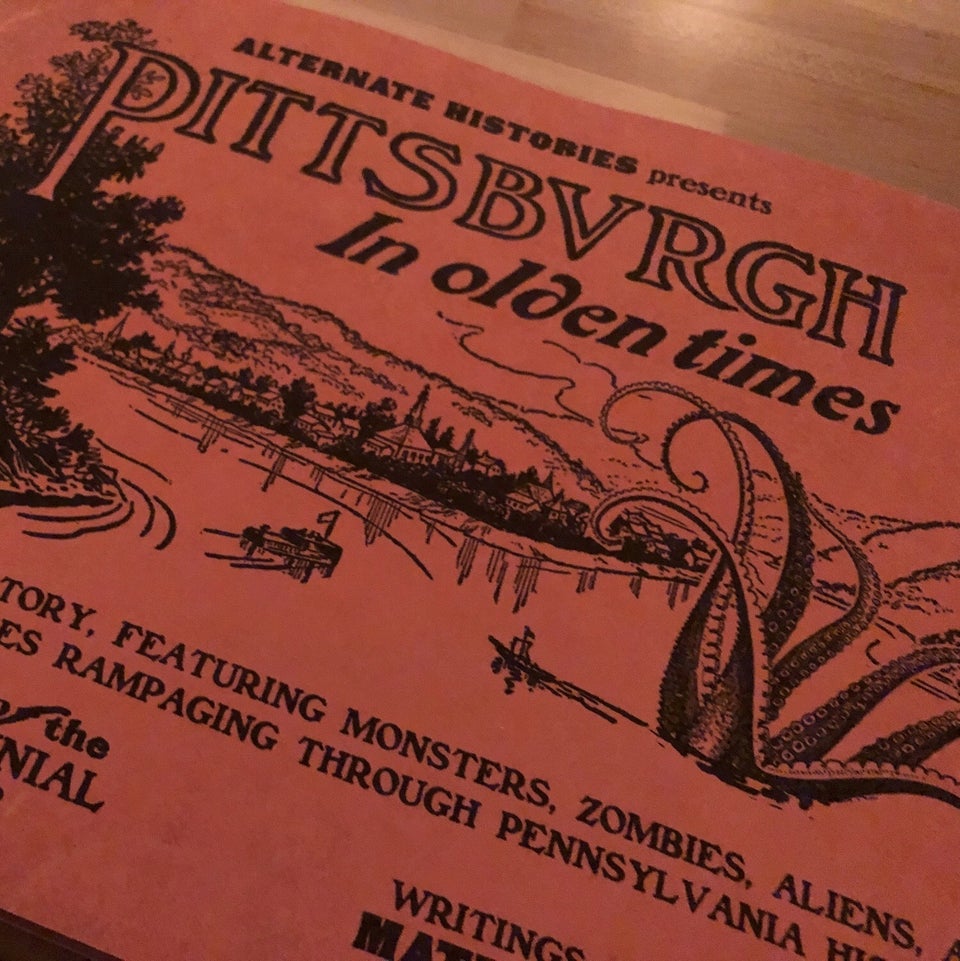 ALTERNATE HISTORIES presents
PITTSBVRGH
In olden times
TORY, FEATURING MONSTERS, ZOMBIES, ALIENS,
ES RAMPAGING THROUGH PENNSYLVANIA HIS
the
NIAL
WRITINGS